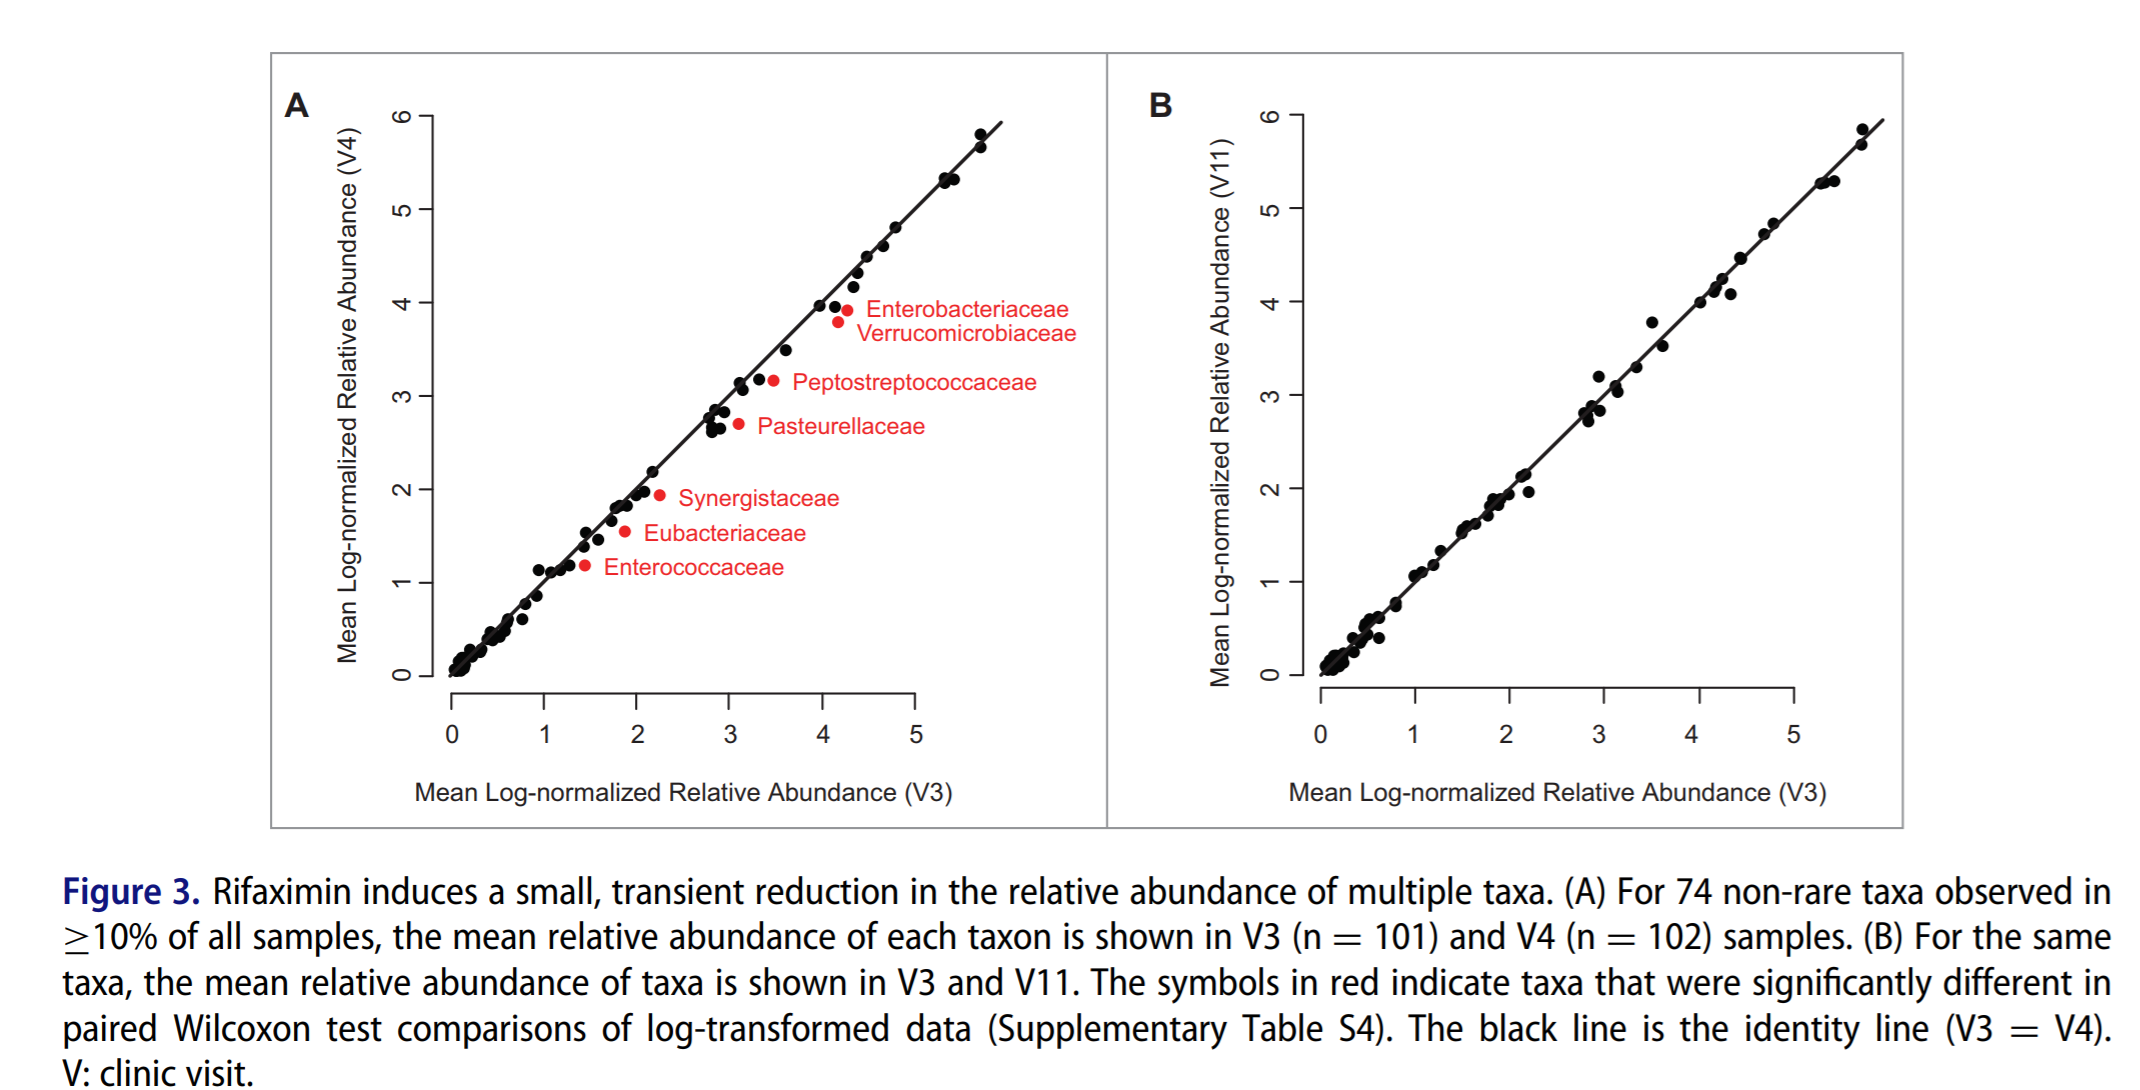 A
Mean Log-normalized Relative Abundance (V4)
6
5
4
3
2
1
0
Enterobacteriaceae
Verrucomicrobiaceae
Peptostreptococcaceae
Pasteurellaceae
Synergistaceae
Eubacteriaceae
Enterococcaceae
0 1 2 3 4 5
Mean Log-normalized Relative Abundance (V3)
B
Mean Log-normalized Relative Abundance (V11)
6
5
4
3
2
1
0
0 1 2 3 4 5
Mean Log-normalized Relative Abundance (V3)
Figure 3. Rifaximin induces a small, transient reduction in the relative abundance of multiple taxa. (A) For 74 non-rare taxa observed in
≥10% of all samples, the mean relative abundance of each taxon is shown in V3 (n = 101) and V4 (n = 102) samples. (B) For the same
taxa, the mean relative abundance of taxa is shown in V3 and V11. The symbols in red indicate taxa that were significantly different in
paired Wilcoxon test comparisons of log-transformed data (Supplementary Table S4). The black line is the identity line (V3 = V4).
V: clinic visit.